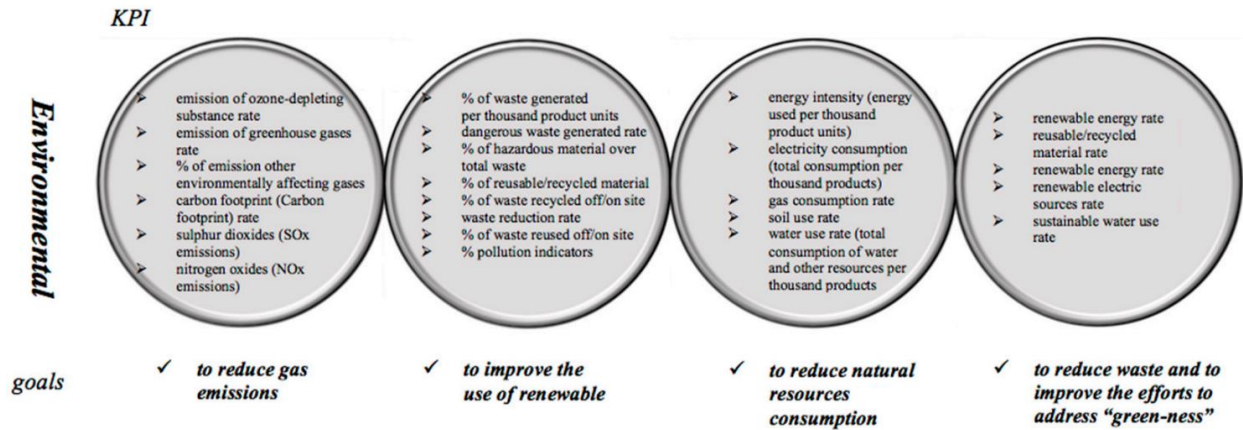 KPI
Environmental
➢ emission of ozone-depleting
substance rate
➢ emission of greenhouse gases
rate
➢ % of emission other
environmentally affecting gases
➢ carbon footprint (Carbon
footprint) rate
➢ sulphur dioxides (SOx
emissions)
➢ nitrogen oxides (NOx
emissions)
➢ % of waste generated
per thousand product units
➢ dangerous waste generated rate
➢ % of hazardous material over
total waste
➢ % of reusable/recycled material
➢ % of waste recycled off/on site
➢ waste reduction rate
➢ % of waste reused off/on site
➢ % pollution indicators
➢ energy intensity (energy
used per thousand
product units)
➢ electricity consumption
(total consumption per
thousand products)
➢ gas consumption rate
➢ soil use rate
➢ water use rate (total
consumption of water
and other resources per
thousand products
➢ renewable energy rate
➢ reusable/recycled
material rate
➢ renewable energy rate
➢ renewable electric
sources rate
➢ sustainable water use
rate
goals
✓ to reduce gas
emissions
✓ to improve the
use of renewable
✓ to reduce natural
resources
consumption
✓ to reduce waste and to
improve the efforts to
address “green-ness”